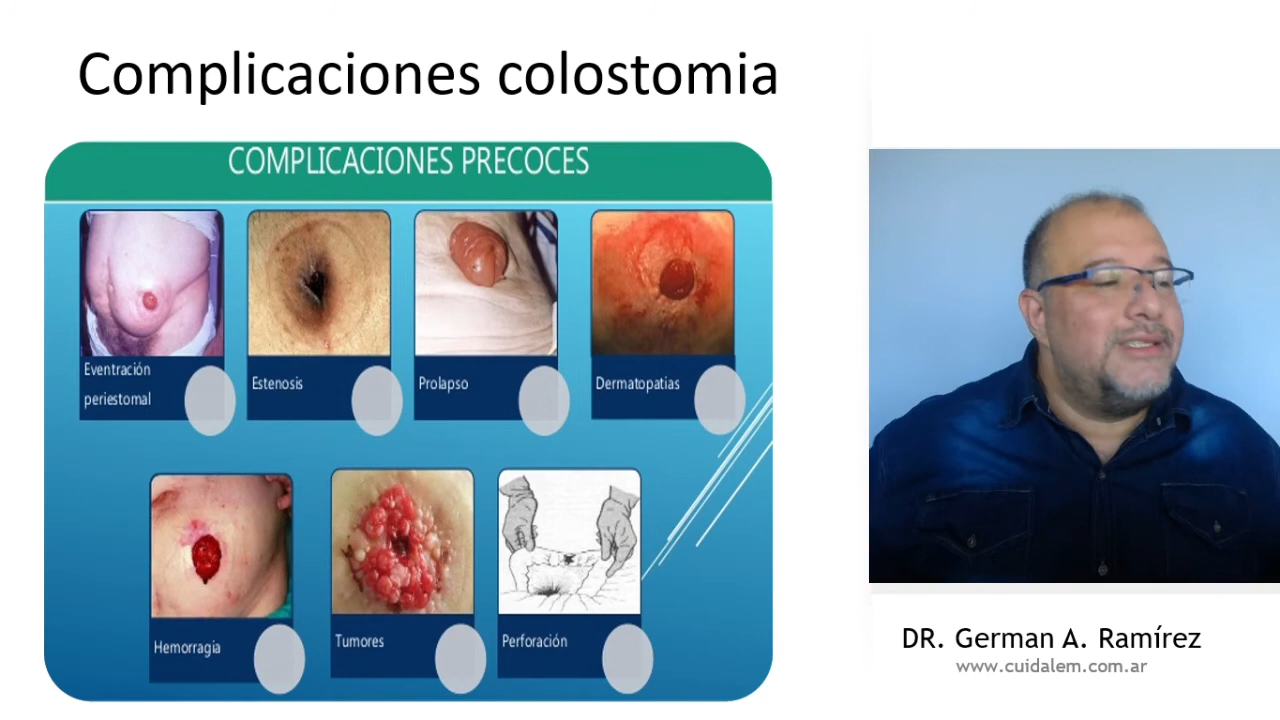 Complicaciones colostomia
COMPLICACIONES PRECOCES
Eventración
periestomal
Estenosis
Prolapso
Dermatopatias
Hemorragia
Tumores
Perforación
DR. German A. Ramírez
www.cuidalem.com.ar